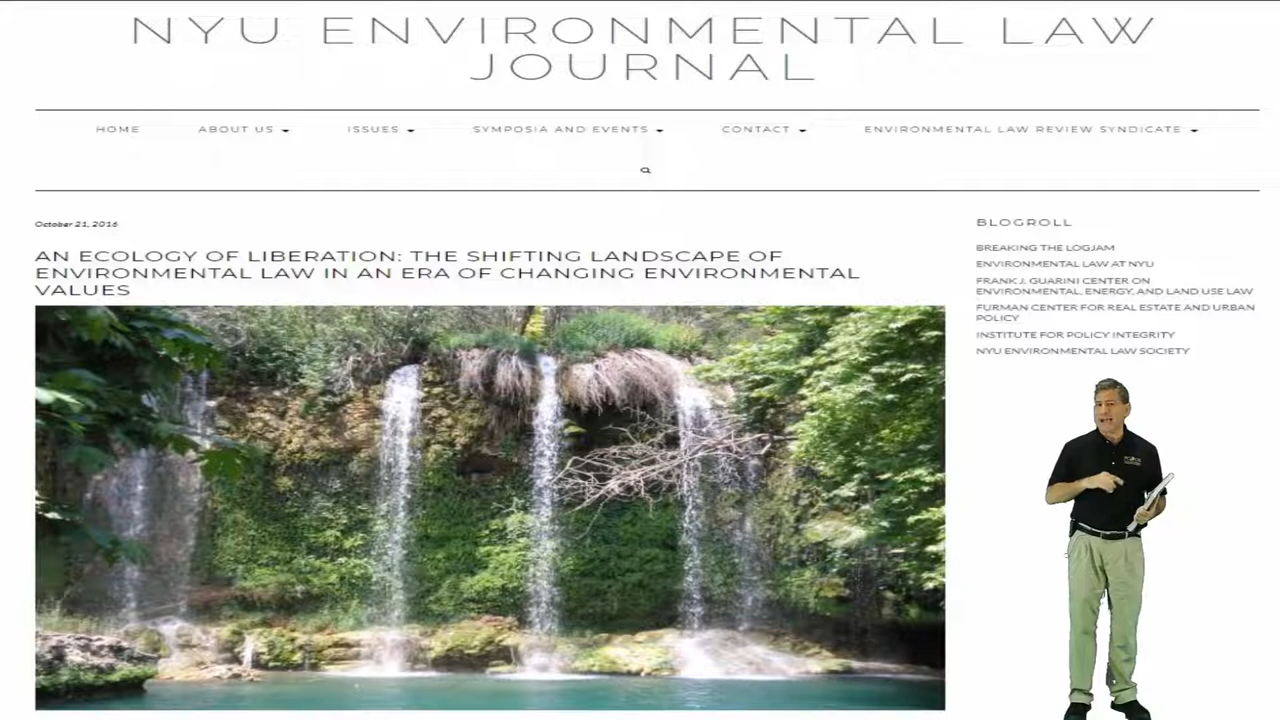 NYU ENVIRONMENTAL LAW
JOURNAL
HOME ABOUT US ISSUES SYMPOSIA AND EVENTS CONTACT ENVIRONMENTAL LAW REVIEW SYNDICATE
October 21, 2016
AN ECOLOGY OF LIBERATION: THE SHIFTING LANDSCAPE OF
ENVIRONMENTAL LAW IN AN ERA OF CHANGING ENVIRONMENTAL
VALUES
BLOGROLL
BREAKING THE LOGJAM
ENVIRONMENTAL LAW AT NYU
FRANK J. GUARINI CENTER ON
ENVIRONMENTAL, ENERGY, AND LAND USE LAW
FURMAN CENTER FOR REAL ESTATE AND URBAN
POLICY
INSTITUTE FOR POLICY INTEGRITY
NYU ENVIRONMENTAL LAW SOCIETY